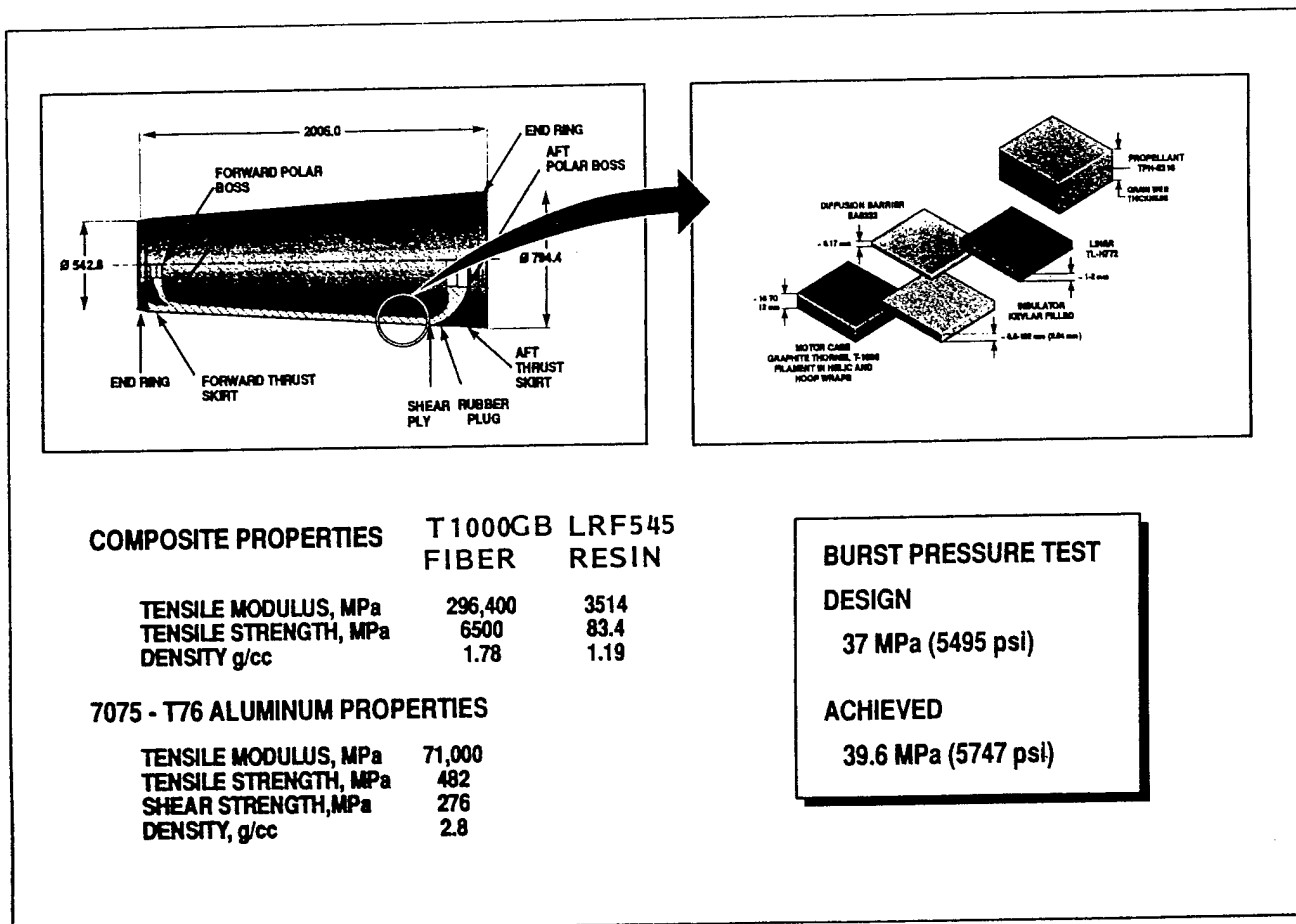 2006.0
END RING
AFT
POLAR BOSS
FORWARD POLAR
BOSS
Ø 542.8
Ø 794.4
END RING
FORWARD THRUST
SKIRT
SHEAR
PLY
RUBBER
PLUG
AFT
THRUST
SKIRT
PROPELLANT
GRAIN WEB
THICKNESS
DIFFUSION BARRIER
LINER
TL-H772
INSULATOR
KEVLAR FILLED
MOTOR CASE
FILAMENT IN HELIC AND
HOOP WRAPS
COMPOSITE PROPERTIES
T1000GB LRF545
FIBER RESIN
TENSILE MODULUS, MPa 296,400 3514
TENSILE STRENGTH, MPa 6500 83.4
DENSITY g/cc 1.78 1.19
7075 - T76 ALUMINUM PROPERTIES
TENSILE MODULUS, MPa 71,000
TENSILE STRENGTH, MPa 482
SHEAR STRENGTH,MPa 276
DENSITY, g/cc 2.8
BURST PRESSURE TEST
DESIGN
37 MPa (5495 psi)
ACHIEVED
39.6 MPa (5747 psi)